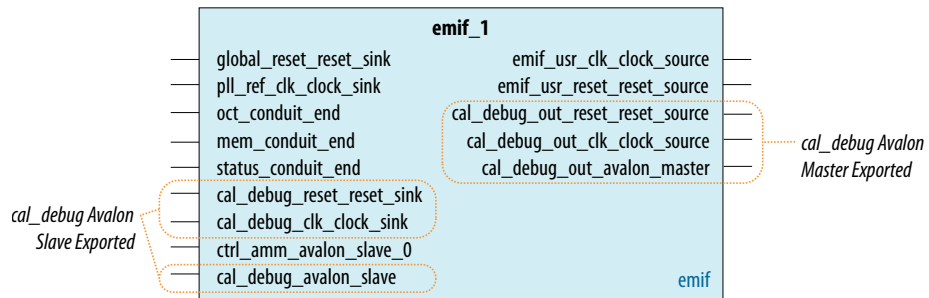 emif_1
global_reset_reset_sink
pll_ref_clk_clock_sink
oct_conduit_end
mem_conduit_end
status_conduit_end
cal_debug_reset_reset_sink
cal_debug_clk_clock_sink
ctrl_amm_avalon_slave_0
cal_debug_avalon_slave
emif_usr_clk_clock_source
emif_usr_reset_reset_source
cal_debug_out_reset_reset_source
cal_debug_out_clk_clock_source
cal_debug_out_avalon_master
emif
cal_debug Avalon
Slave Exported
cal_debug Avalon
Master Exported